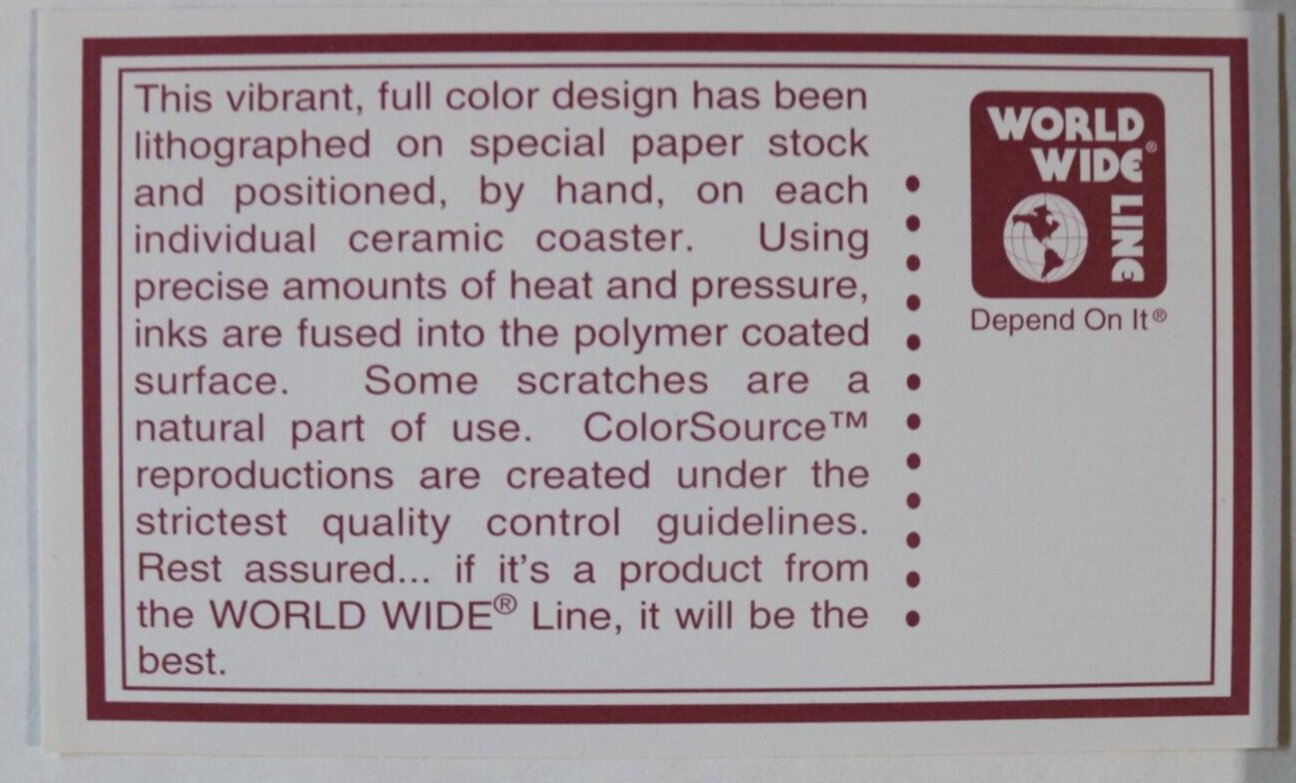 This vibrant, full color design has been
lithographed on special paper stock
and positioned, by hand, on each
individual ceramic coaster. Using
precise amounts of heat and pressure,
inks are fused into the polymer coated
surface. Some scratches are a
natural part of use. ColorSource™
reproductions are created under the
strictest quality control guidelines.
Rest assured... if it's a product from
the WORLD WIDE® Line, it will be the
best.
WORLD
WIDE®
LINE
Depend On It®